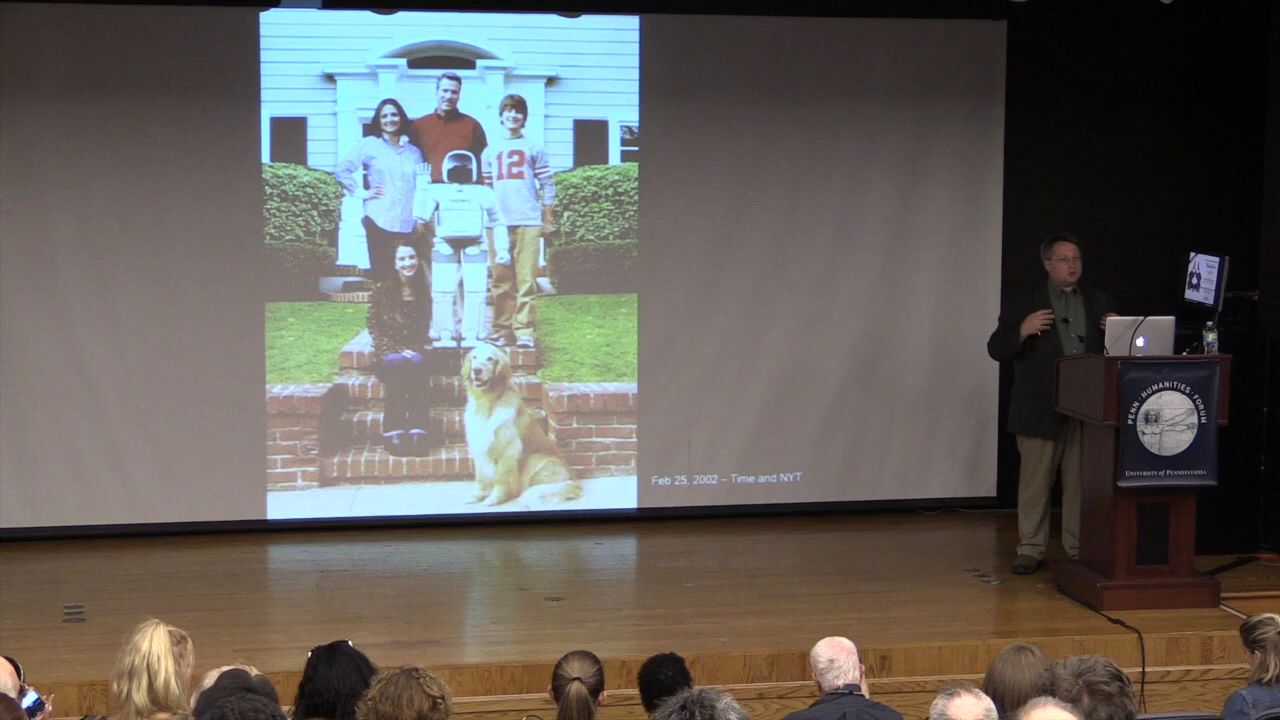 12
Feb 25, 2002 – Time and NYT
PENN·HUMANITIES·FORUM
UNIVERSITY of PENNSYLVANIA